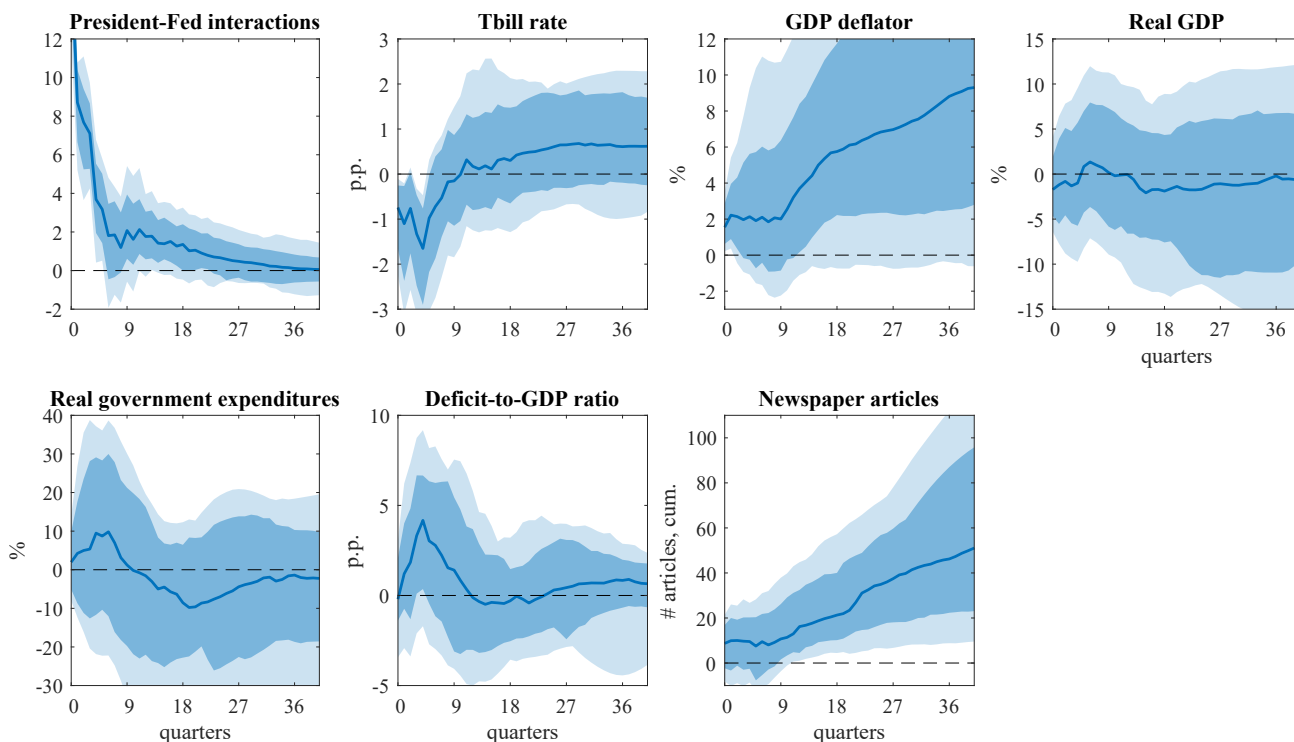 President-Fed interactions
12
10
8
6
4
2
0
-2
0 9 18 27 36
Tbill rate
p.p.
3
2
1
0
-1
-2
-3
0 9 18 27 36
GDP deflator
%
12
10
8
6
4
2
0
-2
0 9 18 27 36
Real GDP
%
15
10
5
0
-5
-10
-15
0 9 18 27 36
quarters
Real government expenditures
%
40
30
20
10
0
-10
-20
-30
0 9 18 27 36
quarters
Deficit-to-GDP ratio
p.p.
10
5
0
-5
0 9 18 27 36
quarters
Newspaper articles
# articles, cum.
100
80
60
40
20
0
0 9 18 27 36
quarters